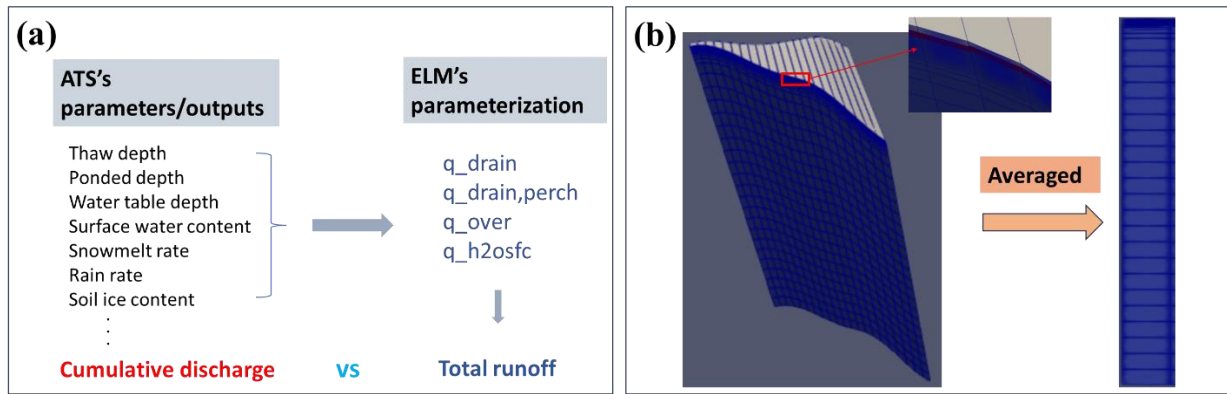 (a)
ATS's
parameters/outputs
Thaw depth
Ponded depth
Water table depth
Surface water content
Snowmelt rate
Rain rate
Soil ice content
.
.
.
Cumulative discharge
vs
ELM's
parameterization
q_drain
q_drain,perch
q_over
q_h2osfc
Total runoff
(b)
Averaged